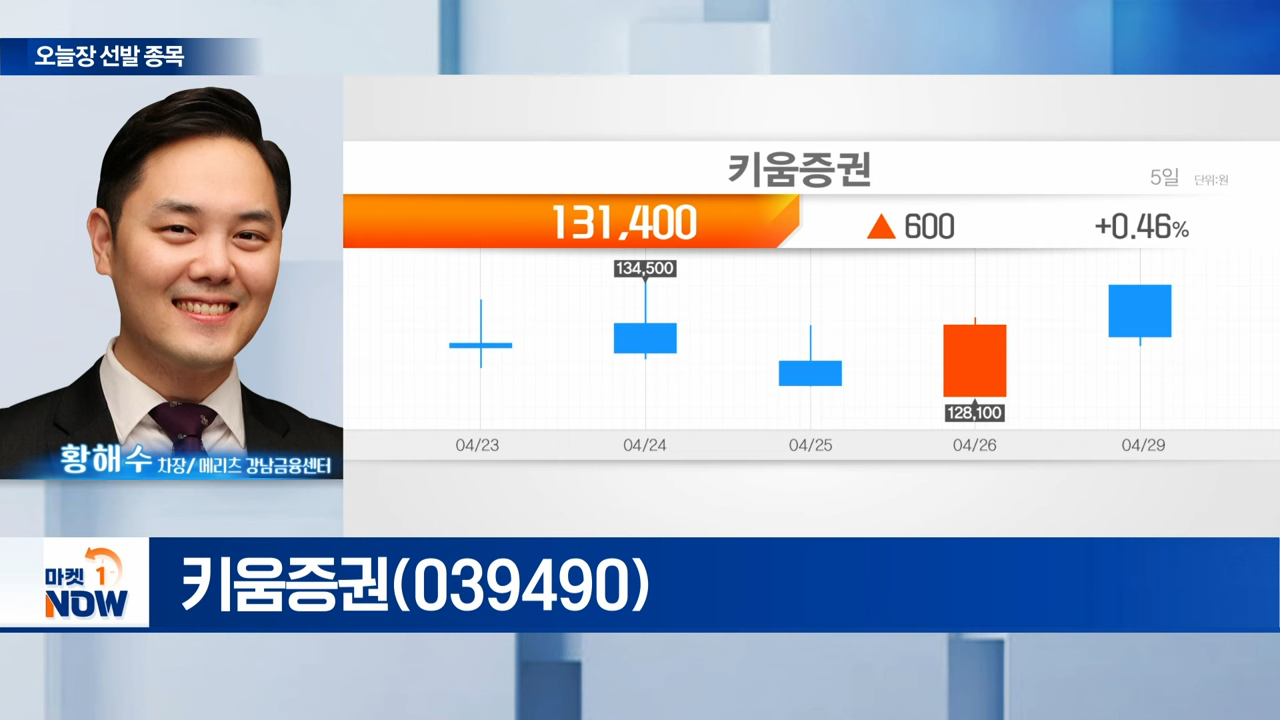 오늘장 선발 종목
키움증권
5일 단위:원
131,400 ▲ 600 +0.46%
134,500
128,100
04/23 04/24 04/25 04/26 04/29
황해수 차장/ 메리츠 강남금융센터
마켓 1
NOW
키움증권(039490)